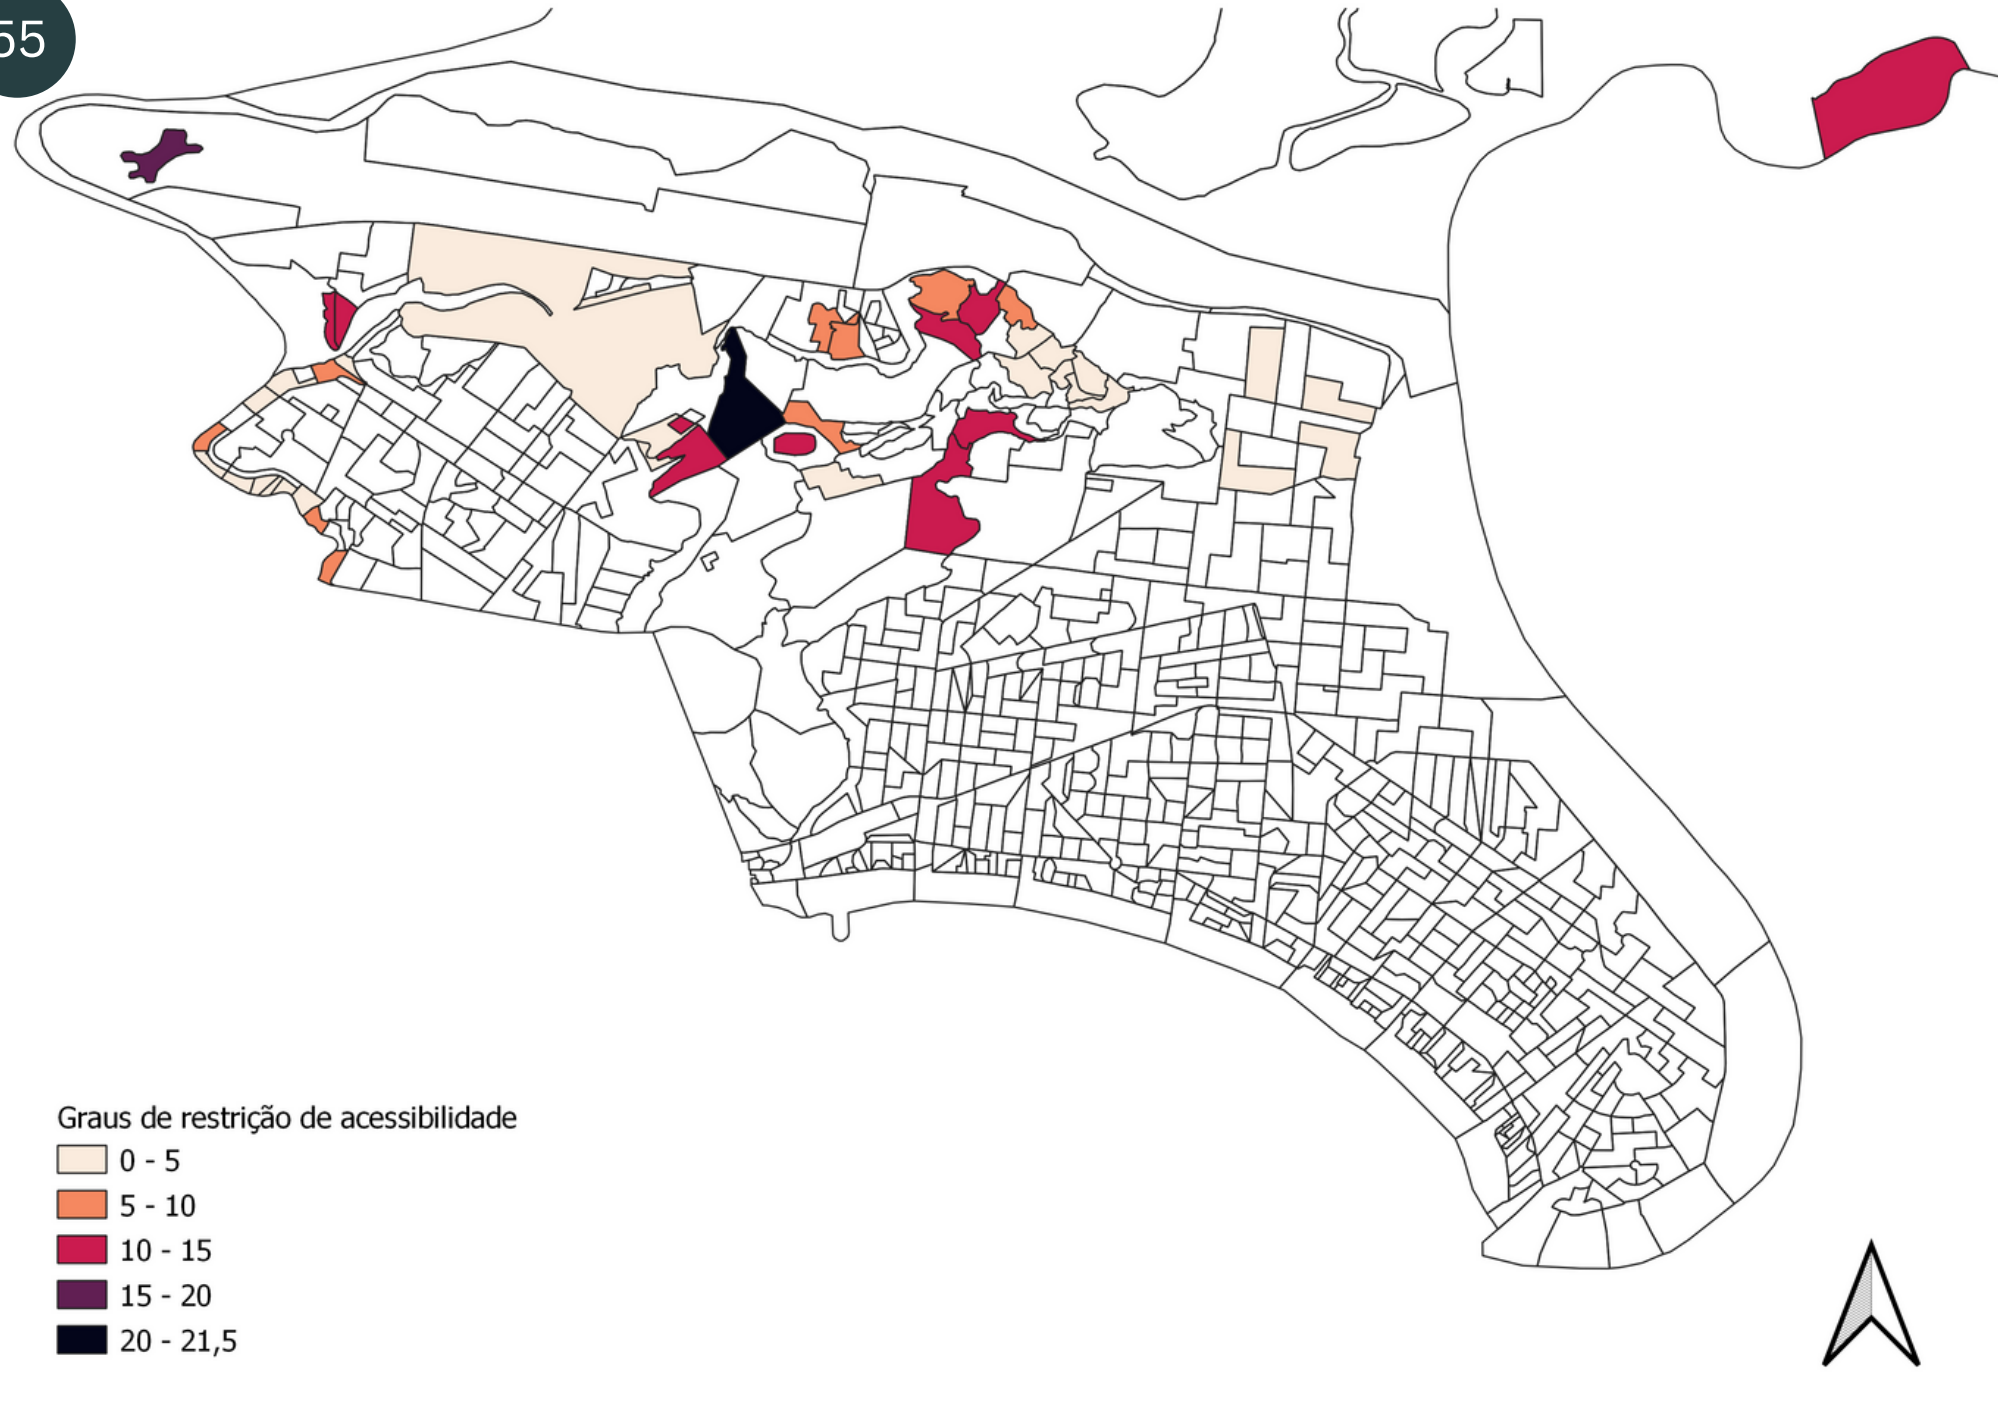 55
Graus de restrição de acessibilidade
0 - 5
5 - 10
10 - 15
15 - 20
20 - 21,5